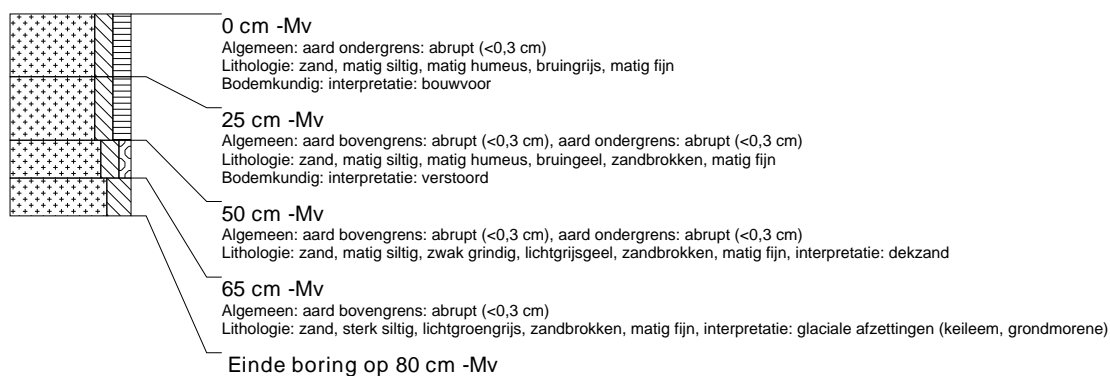 0 cm -Mv
Algemeen: aard ondergrens: abrupt (<0,3 cm)
Lithologie: zand, matig siltig, matig humeus, bruingrijs, matig fijn
Bodemkundig: interpretatie: bouwvoor
25 cm -Mv
Algemeen: aard bovengrens: abrupt (<0,3 cm), aard ondergrens: abrupt (<0,3 cm)
Lithologie: zand, matig siltig, matig humeus, bruingeel, zandbrokken, matig fijn
Bodemkundig: interpretatie: verstoord
50 cm -Mv
Algemeen: aard bovengrens: abrupt (<0,3 cm), aard ondergrens: abrupt (<0,3 cm)
Lithologie: zand, matig siltig, zwak grindig, lichtgrijsgeel, zandbrokken, matig fijn, interpretatie: dekzand
65 cm -Mv
Algemeen: aard bovengrens: abrupt (<0,3 cm)
Lithologie: zand, sterk siltig, lichtgroengrijs, zandbrokken, matig fijn, interpretatie: glaciale afzettingen (keileem, grondmorene)
Einde boring op 80 cm -Mv